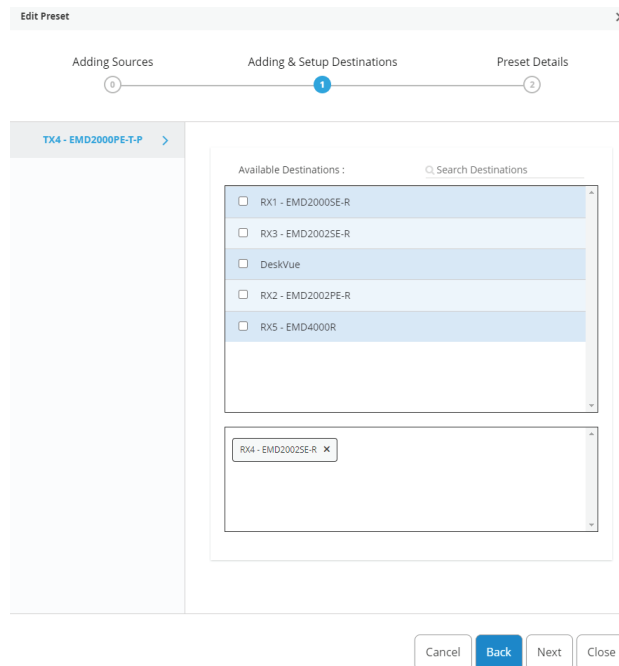 Edit Preset
Adding Sources Adding & Setup Destinations Preset Details
0 1 2
TX4 - EMD2000PE-T-P
Available Destinations : Search Destinations
RX1 - EMD2000SE-R
RX3 - EMD2002SE-R
DeskVue
RX2 - EMD2002PE-R
RX5 - EMD4000R
RX4 - EMD2002SE-R
Cancel Back Next Close